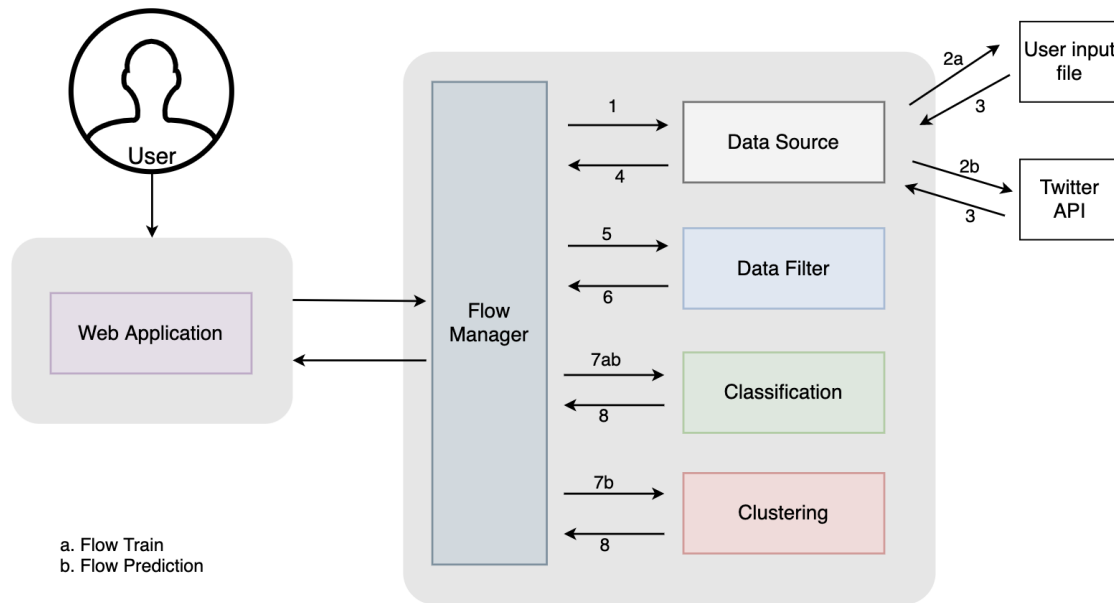 User
Web Application
a. Flow Train
b. Flow Prediction
Flow
Manager
1
4
Data Source
2a
3
User input
file
2b
3
Twitter
API
5
6
Data Filter
7ab
8
Classification
7b
8
Clustering